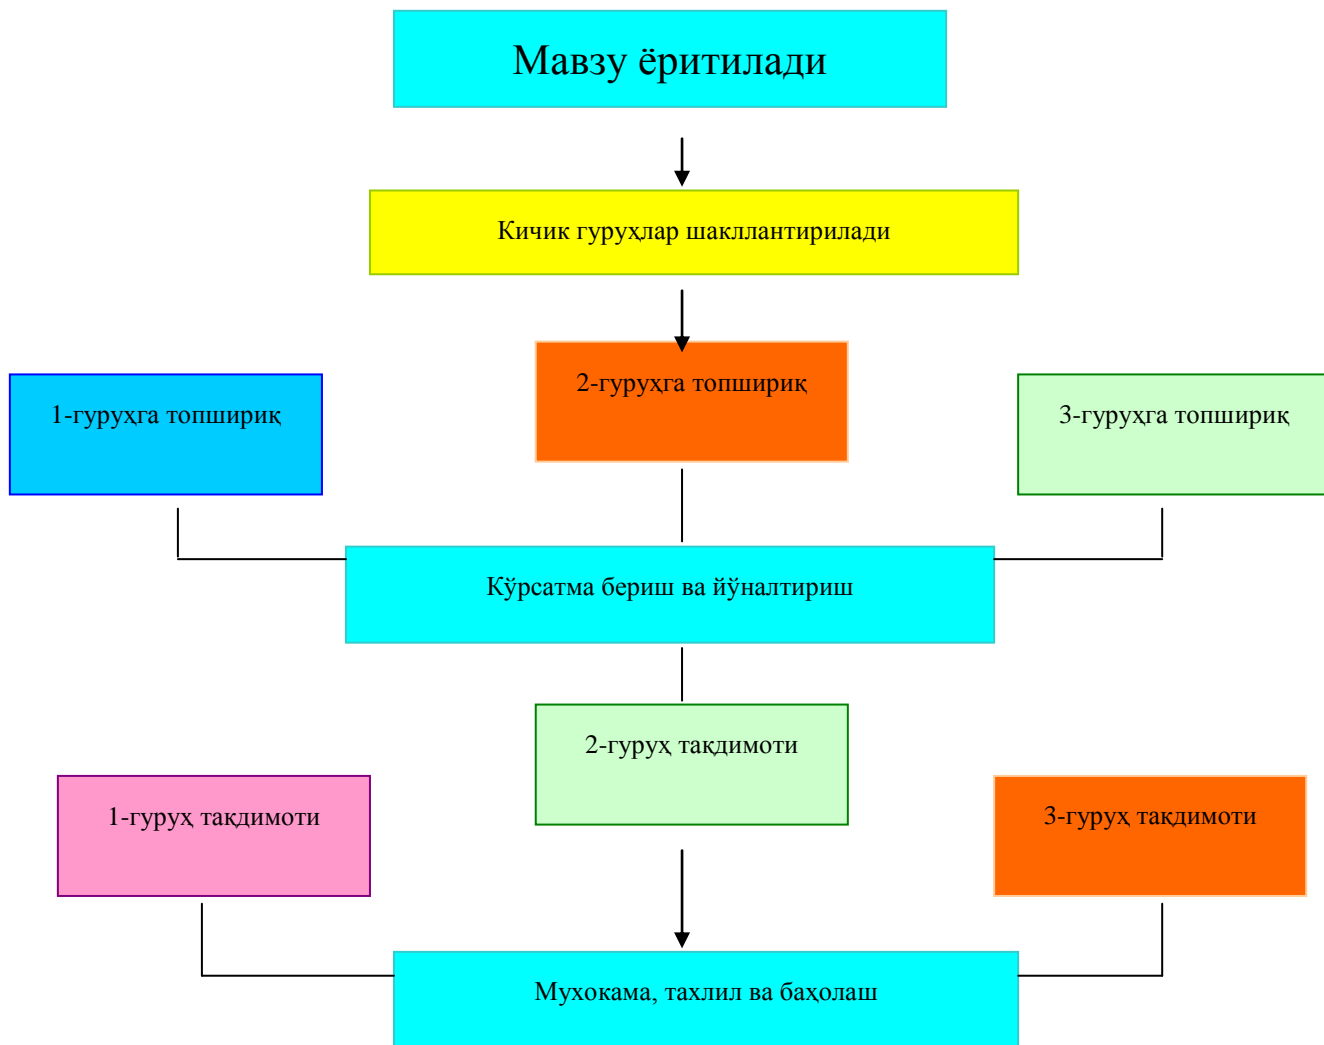 Мавзу ёритилади
Кичик гуруҳлар шакллантирилади
2-гуруҳга топшириқ
1-гуруҳга топшириқ
3-гуруҳга топшириқ
Кўрсатма бериш ва йўналтириш
2-гуруҳ тақдимоти
1-гуруҳ тақдимоти
3-гуруҳ тақдимоти
Мухокама, тахлил ва баҳолаш